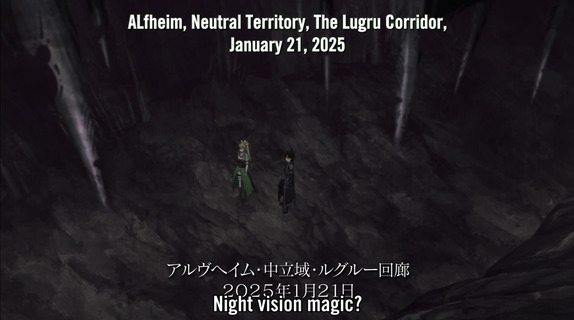 ALfheim, Neutral Territory, The Lugru Corridor,
January 21, 2025
アルヴヘイム・中立域・ルグルー回廊
2025年1月21日
Night vision magic?